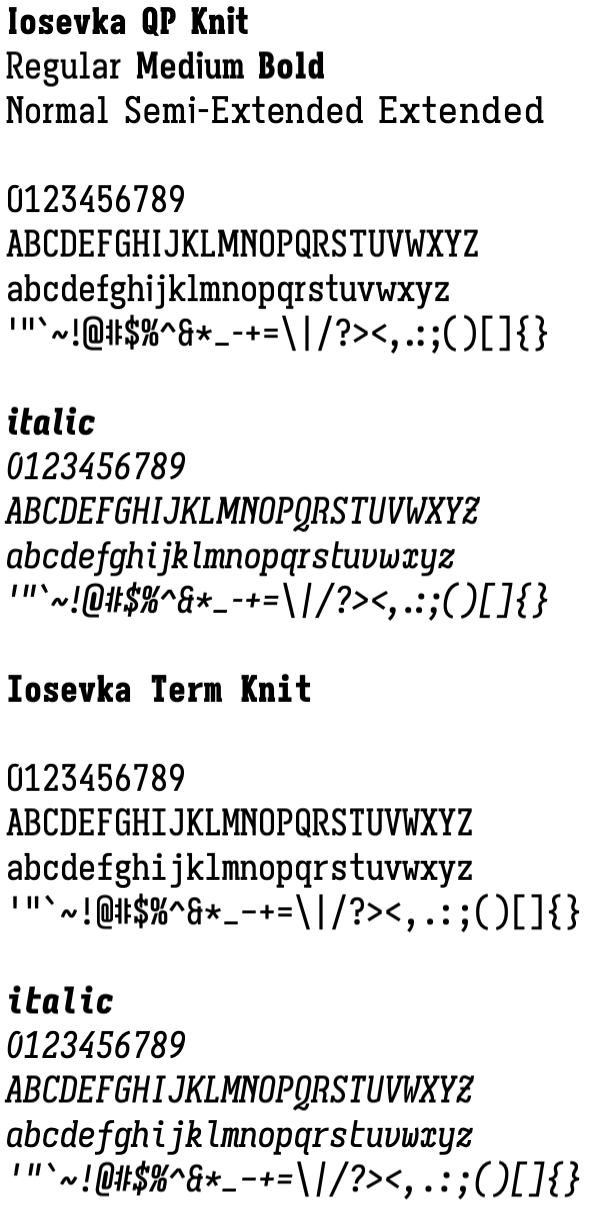 Iosevka QP Knit
Regular Medium Bold
Normal Semi-Extended Extended
0123456789
ABCDEFGHIJKLMNOPQRSTUVWXYZ
abcdefghijklmnopqrstuvwxyz
'"`~!@#$%^&*_-+=\|/?><,.:;()[]{}
italic
0123456789
ABCDEFGHIJKLMNOPQRSTUVWXYZ
abcdefghijklmnopqrstuvwxyz
'"`~!@#$%^&*_-+=\|/?><,.:;()[]{}
Iosevka Term Knit
0123456789
ABCDEFGHIJKLMNOPQRSTUVWXYZ
abcdefghijklmnopqrstuvwxyz
'"`~!@#$%^&*_-+=\|/?><,.:;()[]{}
italic
0123456789
ABCDEFGHIJKLMNOPQRSTUVWXYZ
abcdefghijklmnopqrstuvwxyz
'"`~!@#$%^&*_-+=\|/?><,.:;()[]{}